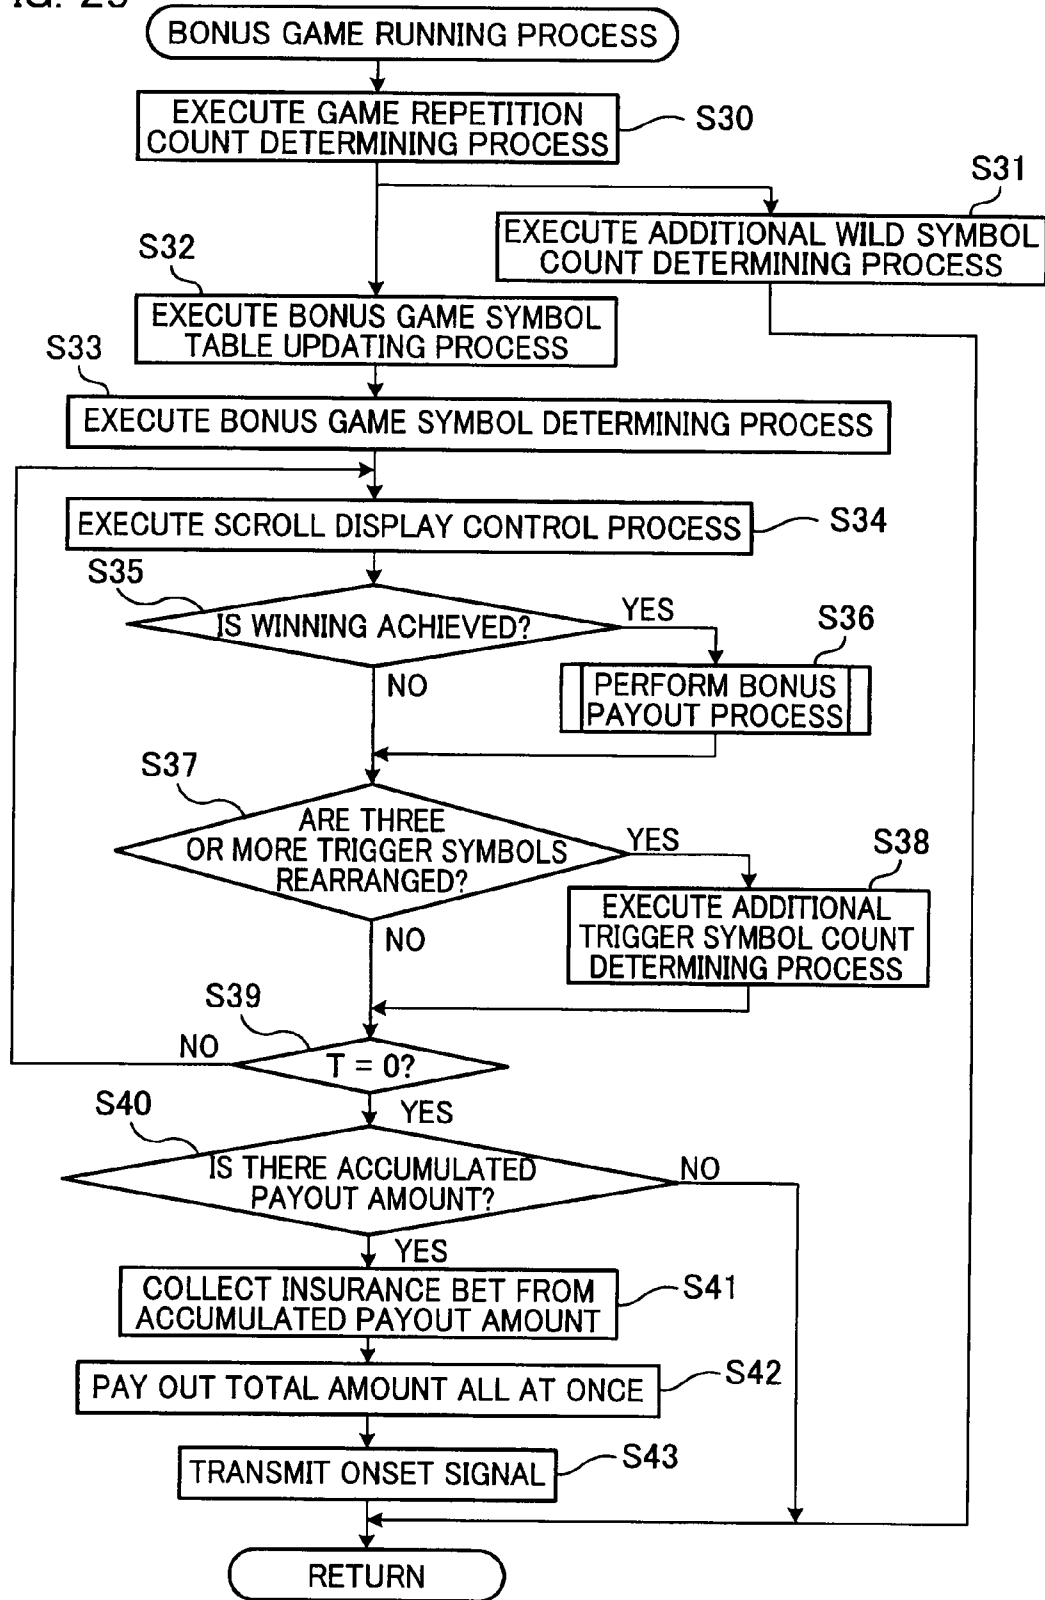 BONUS GAME RUNNING PROCESS
EXECUTE GAME REPETITION
COUNT DETERMINING PROCESS
S30
S31
EXECUTE ADDITIONAL WILD SYMBOL
COUNT DETERMINING PROCESS
S32
EXECUTE BONUS GAME SYMBOL
TABLE UPDATING PROCESS
S33
EXECUTE BONUS GAME SYMBOL DETERMINING PROCESS
EXECUTE SCROLL DISPLAY CONTROL PROCESS
S34
S35
IS WINNING ACHIEVED?
YES
NO
S36
PERFORM BONUS
PAYOUT PROCESS
S37
ARE THREE
OR MORE TRIGGER SYMBOLS
REARRANGED?
YES
NO
S38
EXECUTE ADDITIONAL
TRIGGER SYMBOL COUNT
DETERMINING PROCESS
S39
NO
T = 0?
YES
S40
IS THERE ACCUMULATED
PAYOUT AMOUNT?
NO
YES
COLLECT INSURANCE BET FROM
ACCUMULATED PAYOUT AMOUNT
S41
PAY OUT TOTAL AMOUNT ALL AT ONCE
S42
TRANSMIT ONSET SIGNAL
S43
RETURN